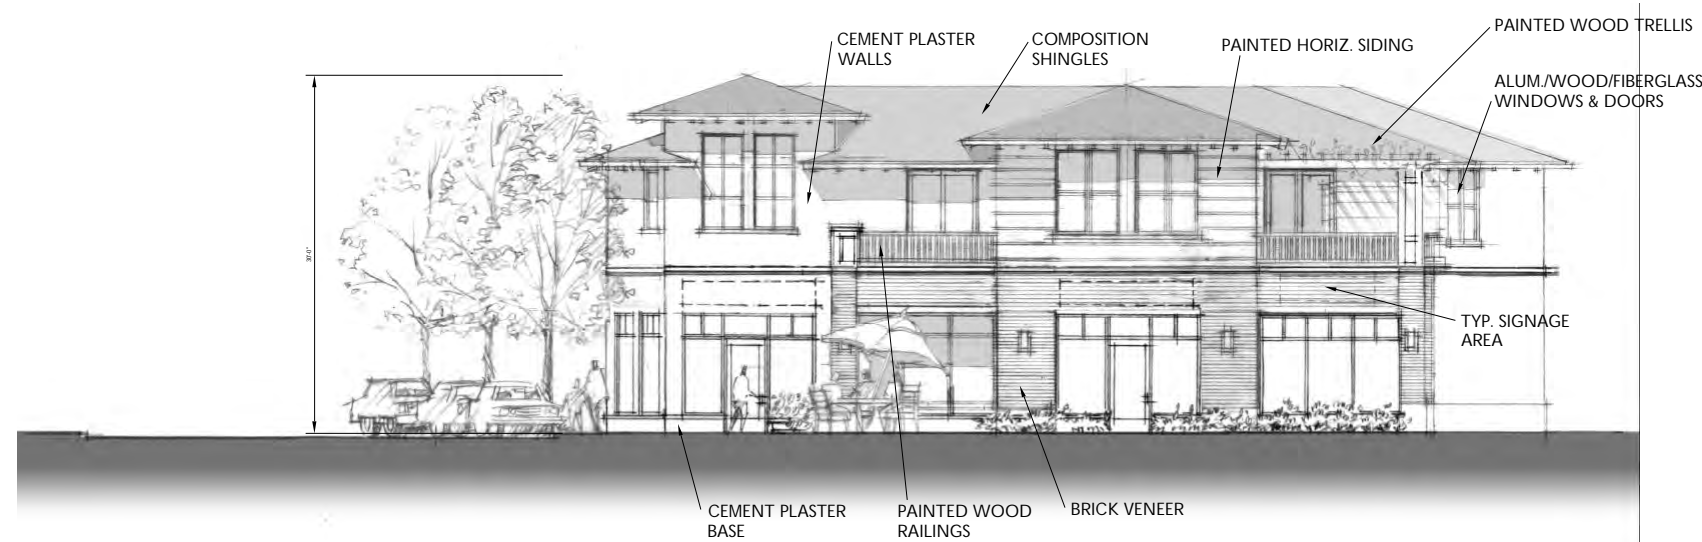 PAINTED WOOD TRELLIS
CEMENT PLASTER
WALLS
COMPOSITION
SHINGLES
PAINTED HORIZ. SIDING
ALUM./WOOD/FIBERGLASS
WINDOWS & DOORS
TYP. SIGNAGE
AREA
CEMENT PLASTER
BASE
PAINTED WOOD
RAILINGS
BRICK VENEER